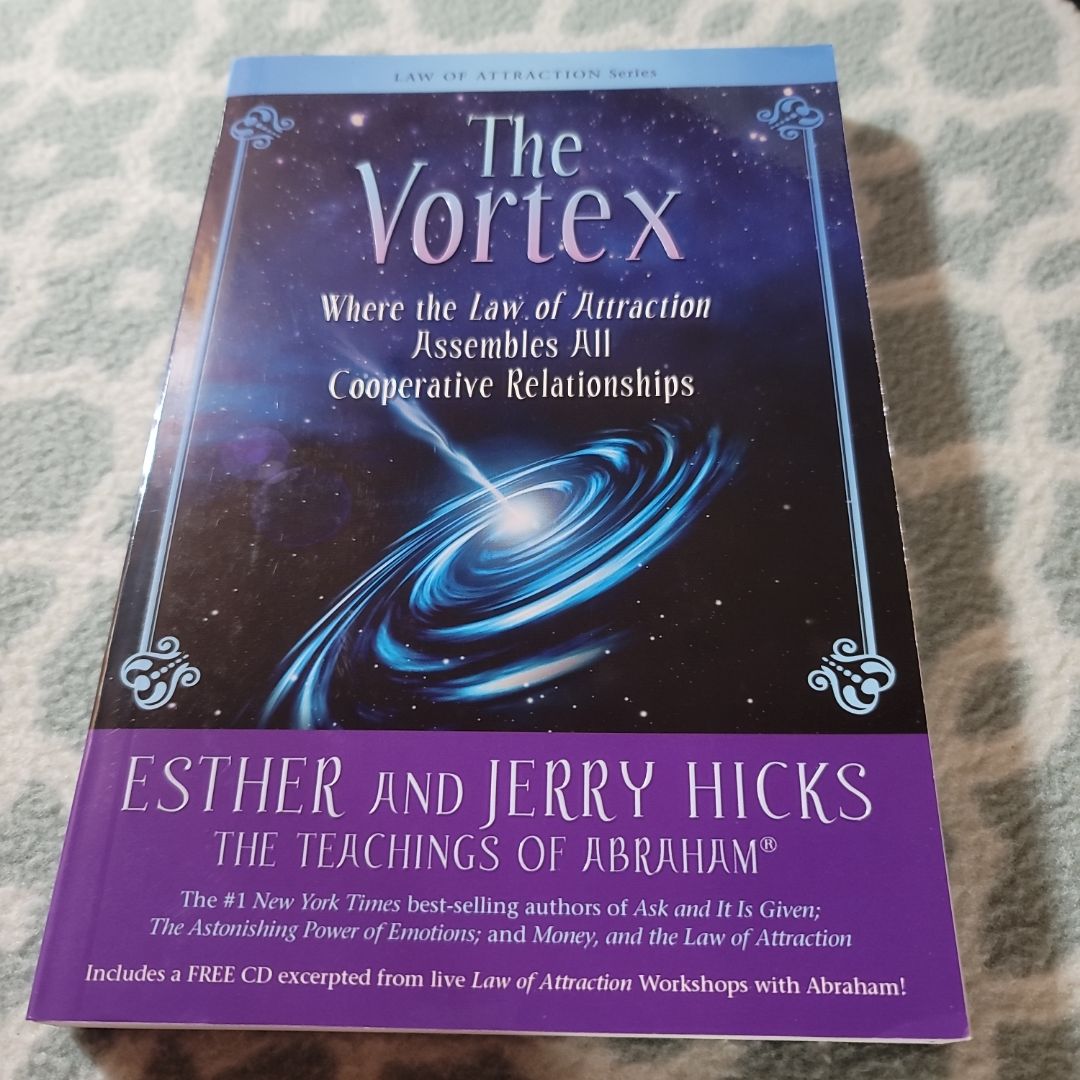 LAW OF ATTRACTION Series
The
Vortex
Where the Law of Attraction
Assembles All
Cooperative Relationships
ESTHER AND JERRY HICKS
THE TEACHINGS OF ABRAHAM®
The #1 New York Times best-selling authors of Ask and It Is Given;
The Astonishing Power of Emotions; and Money, and the Law of Attraction
Includes a FREE CD excerpted from live Law of Attraction Workshops with Abraham!